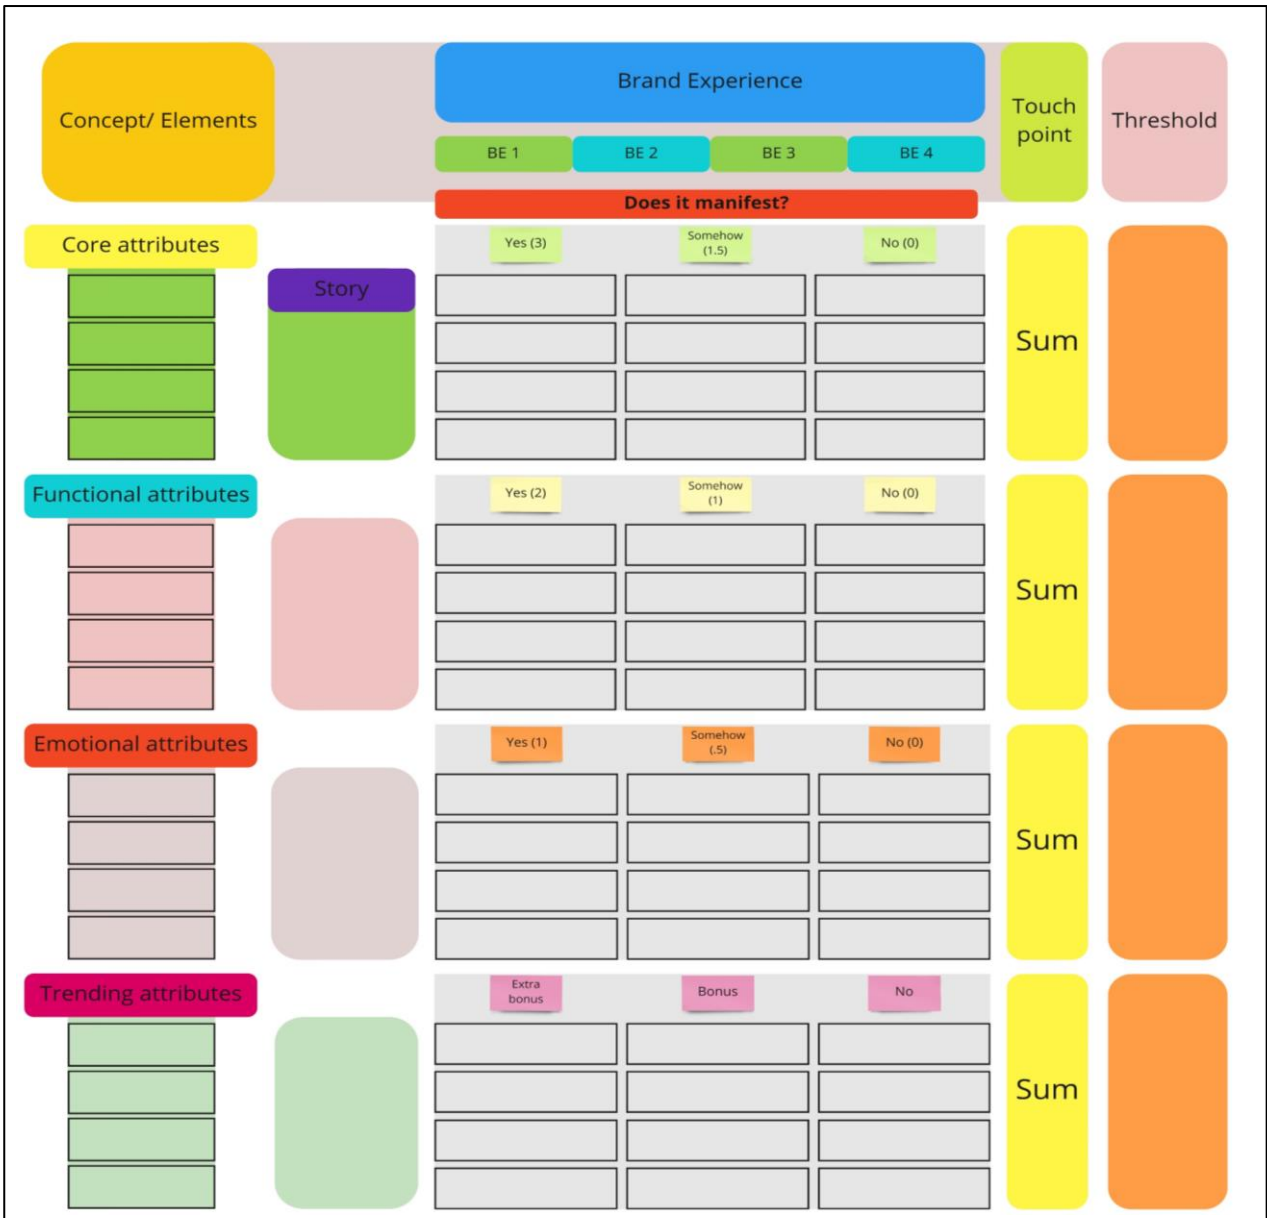 Concept/ Elements
Brand Experience
Touch
point
Threshold
BE 1
BE 2
BE 3
BE 4
Does it manifest?
Core attributes
Story
Yes (3)
Somehow
(1.5)
No (0)
Sum
Functional attributes
Yes (2)
Somehow
(1)
No (0)
Sum
Emotional attributes
Yes (1)
Somehow
(.5)
No (0)
Sum
Trending attributes
Extra
bonus
Bonus
No
Sum